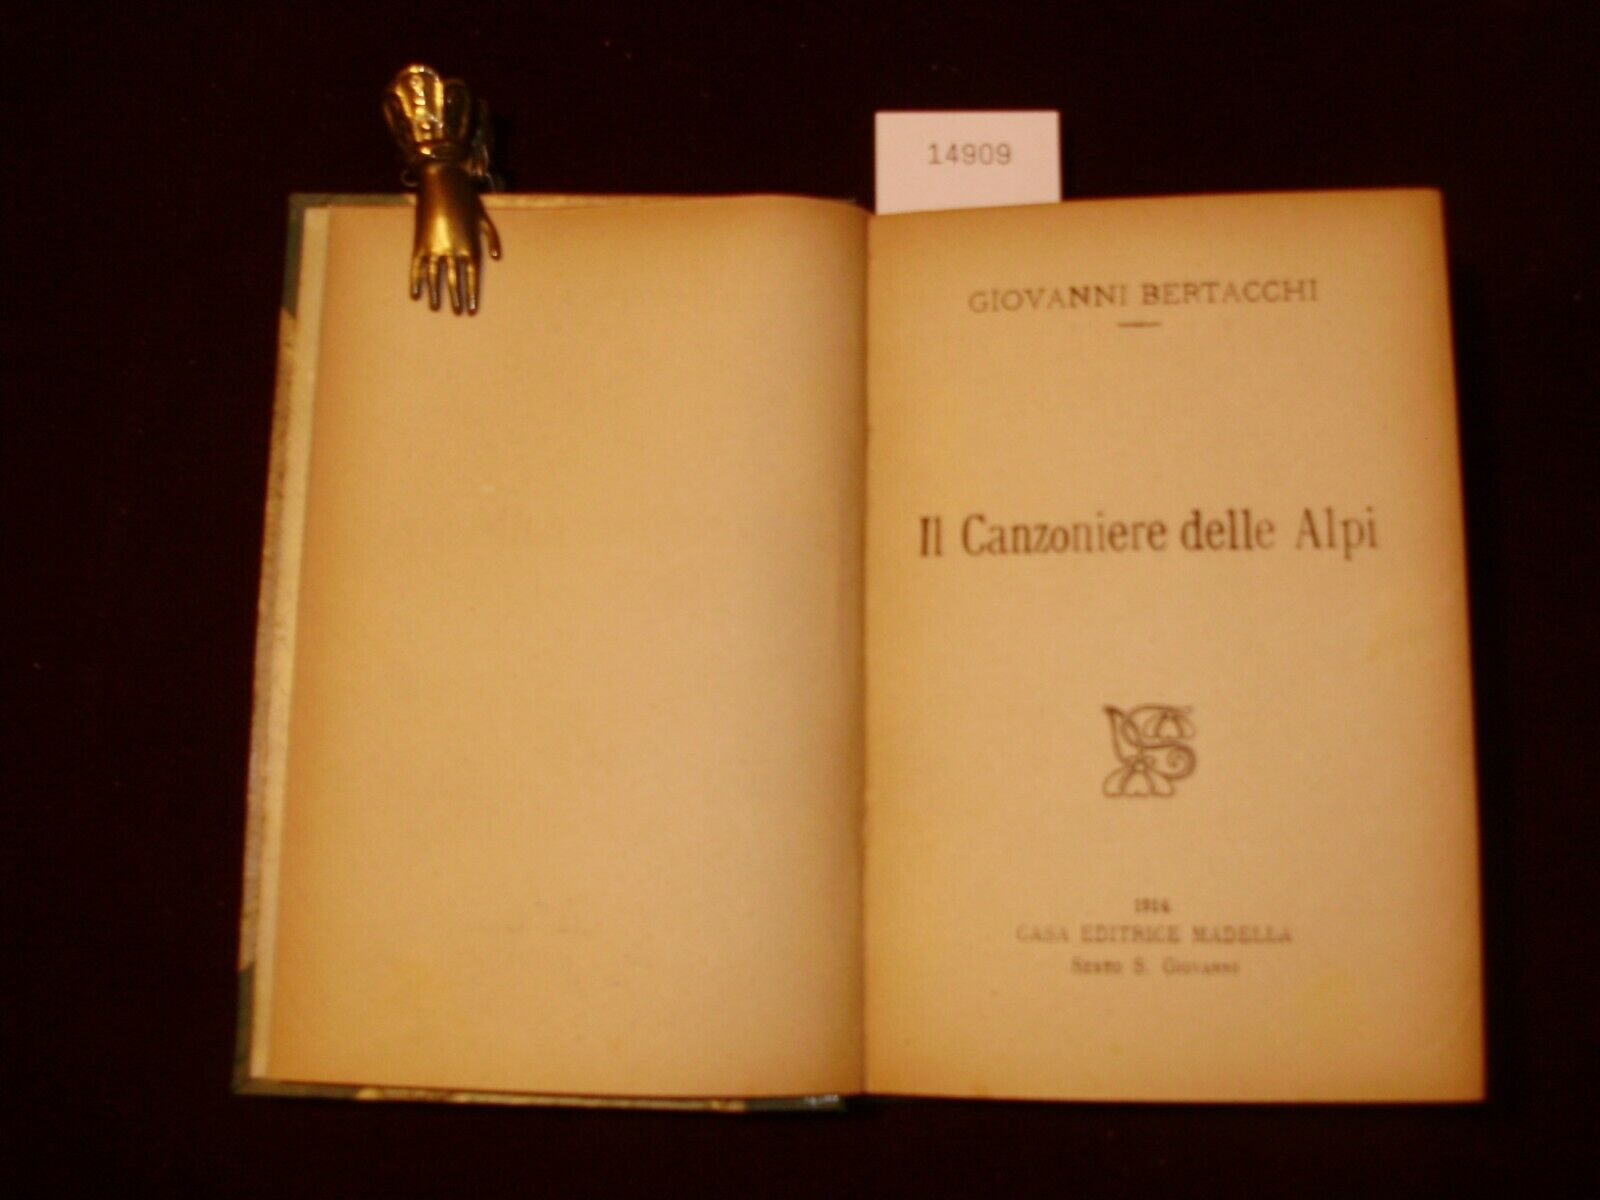 14909
GIOVANNI BERTACCHI
Il Canzoniere delle Alpi
1914
CASA EDITRICE MADELLA
Sesto S. Giovanni